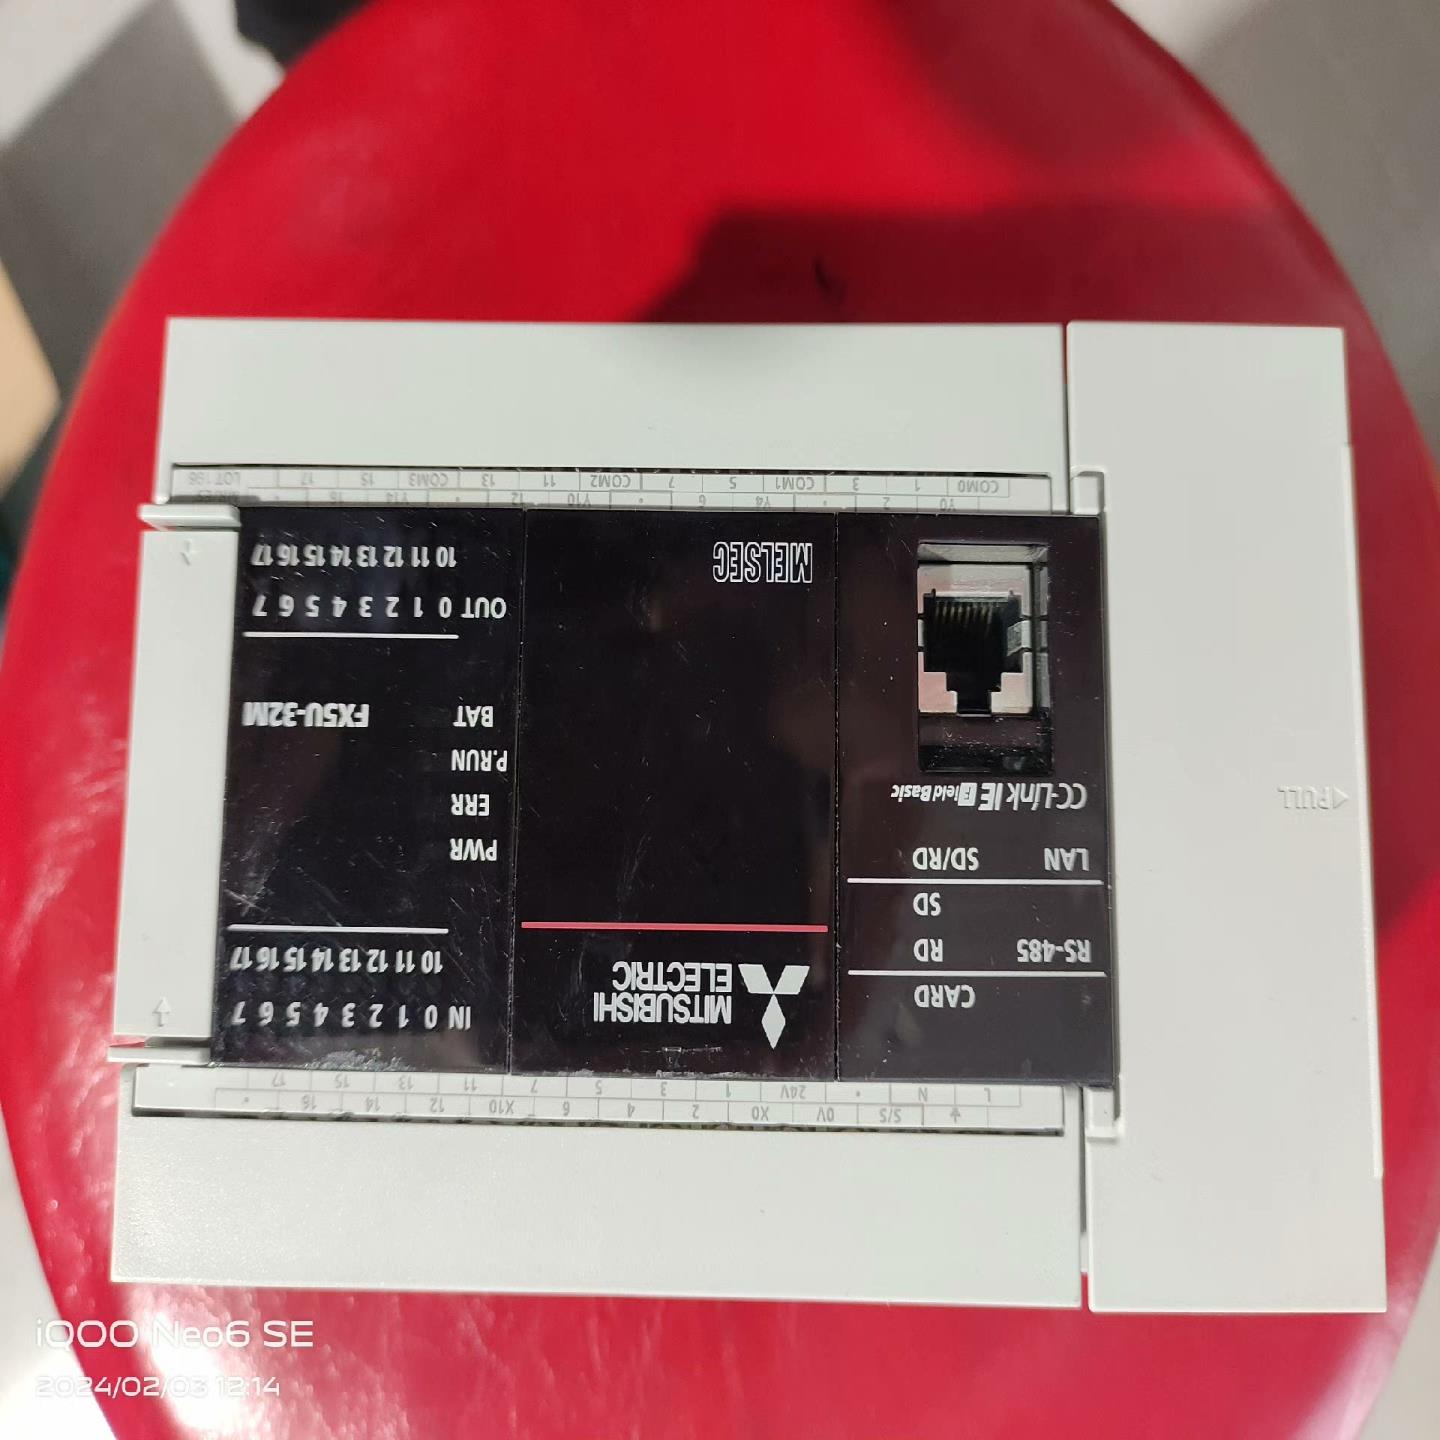 S/S 0V X0 2 4 6 X10 12 14 16 •
L N • 24V 1 3 5 7 11 13 15 17
CARD
RS-485 RD
SD
LAN SD/RD
CC-Link IE Field Basic
MITSUBISHI
ELECTRIC
MELSEC
IN 0 1 2 3 4 5 6 7
10 11 12 13 14 15 16 17
PWR
ERR
P.RUN
BAT FX5U-32M
OUT 0 1 2 3 4 5 6 7
10 11 12 13 14 15 16 17
Y0 2 • Y4 6 • Y10 12 • Y14 16
COM0 1 3 COM1 5 7 COM2 11 13 COM3 15 17 LOT
PULL
iQOO Neo6 SE
2024/02/03 12:14